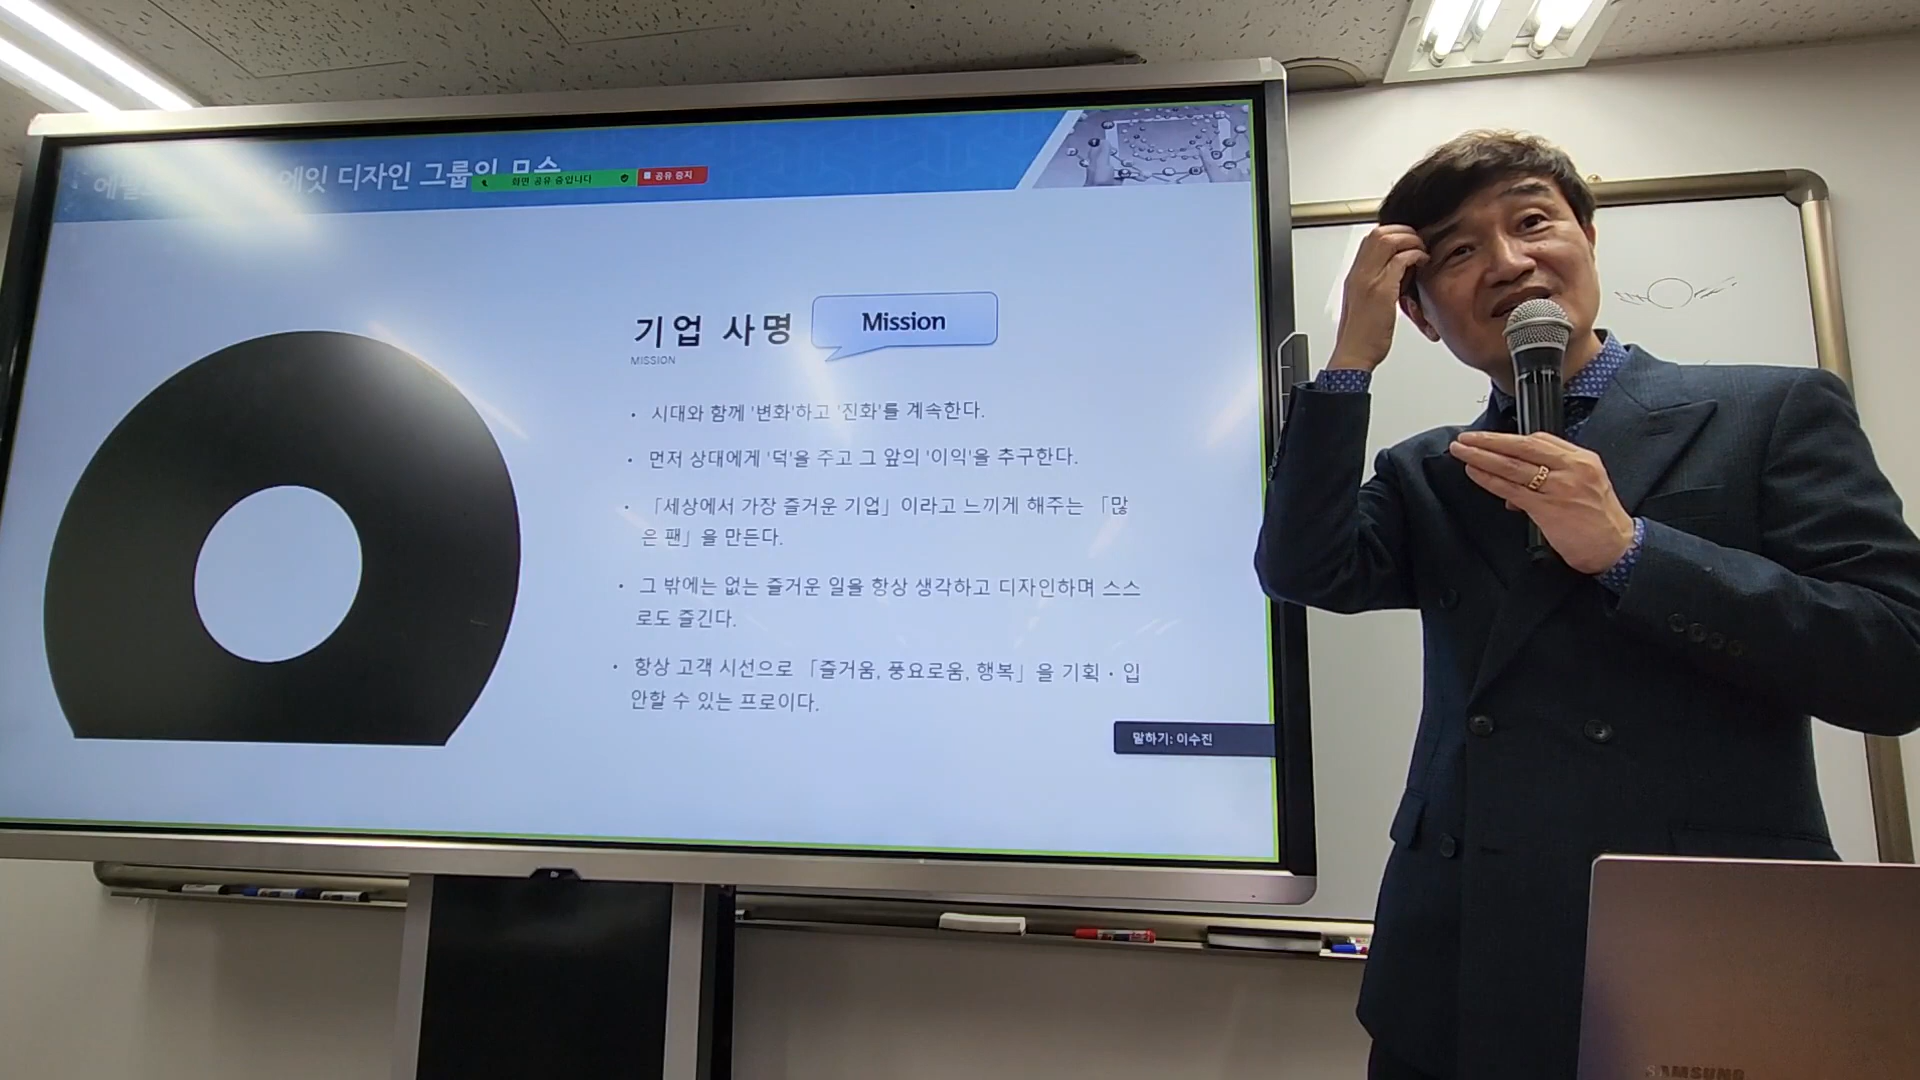 디자인 그룹의
화면 공유 중입니다
공유 중지
기업 사명
Mission
MISSION
• 시대와 함께 '변화'하고 '진화'를 계속한다.
• 먼저 상대에게 '덕'을 주고 그 앞의 '이익'을 추구한다.
• 「세상에서 가장 즐거운 기업」이라고 느끼게 해주는 「많
은 팬」을 만든다.
• 그 밖에는 없는 즐거운 일을 항상 생각하고 디자인하며 스스
로도 즐긴다.
• 항상 고객 시선으로 「즐거움, 풍요로움, 행복」을 기획・입
안할 수 있는 프로이다.
말하기: 이수진
SAMSUNG